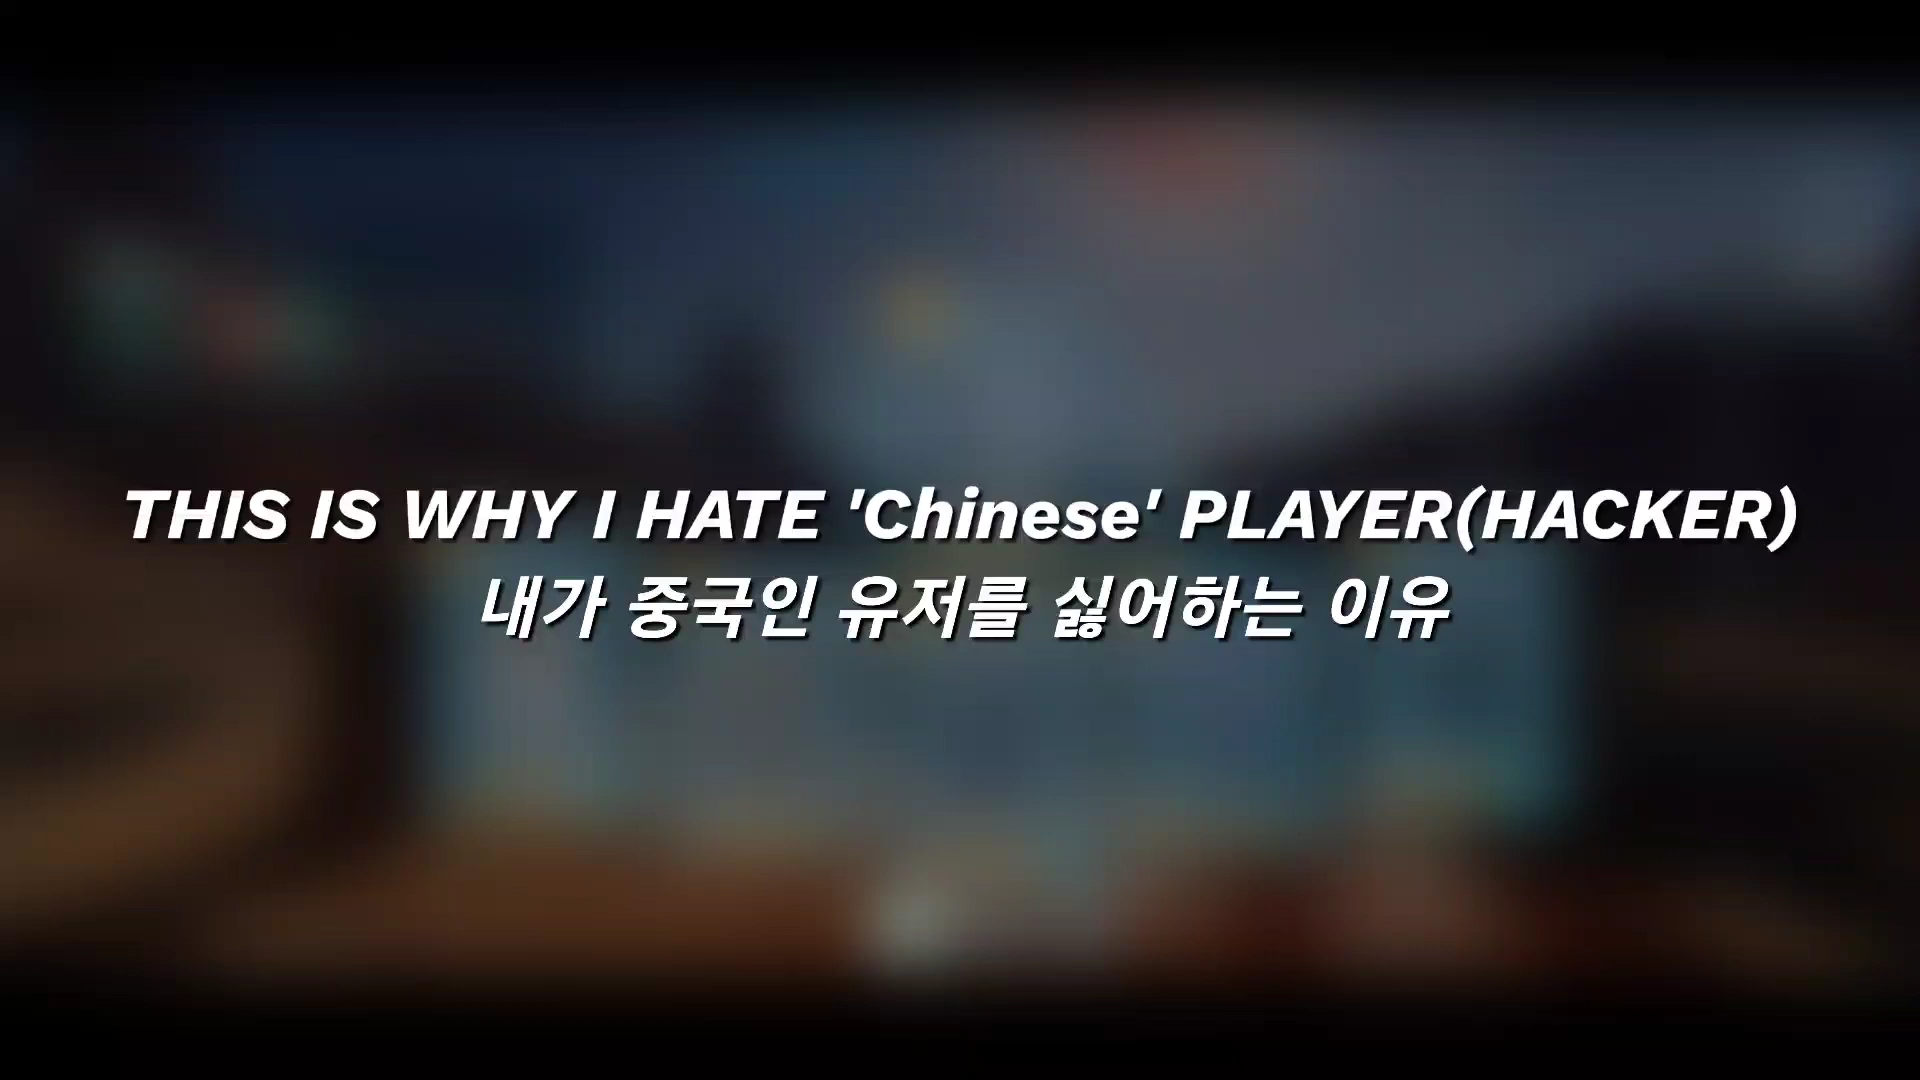 THIS IS WHY I HATE 'Chinese' PLAYER(HACKER)
내가 중국인 유저를 싫어하는 이유